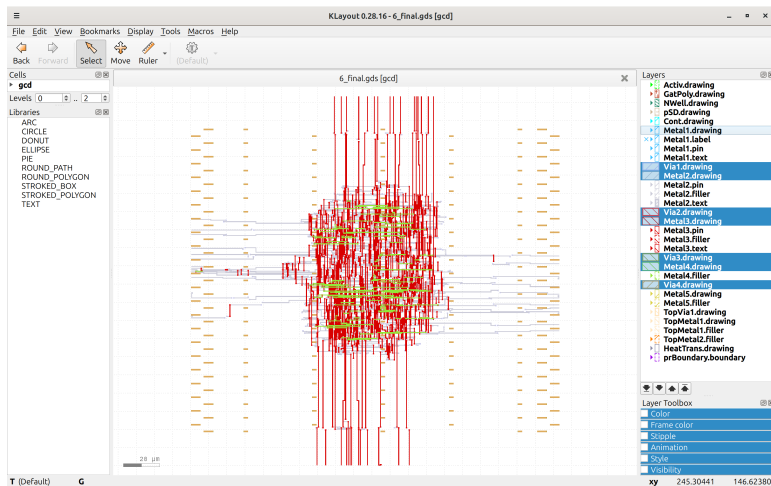 KLayout 0.28.16 - 6_final.gds [gcd]
File Edit View Bookmarks Display Tools Macros Help
Back Forward Select Move Ruler (Default)
Cells
gcd
Levels 0 .. 2
Libraries
ARC
CIRCLE
DONUT
ELLIPSE
PIE
ROUND_PATH
ROUND_POLYGON
STROKED_BOX
STROKED_POLYGON
TEXT
6_final.gds [gcd]
20 µm
Layers
Activ.drawing
GatPoly.drawing
NWell.drawing
pSD.drawing
Cont.drawing
Metal1.drawing
Metal1.label
Metal1.pin
Metal1.text
Via1.drawing
Metal2.drawing
Metal2.pin
Metal2.filler
Metal2.text
Via2.drawing
Metal3.drawing
Metal3.pin
Metal3.filler
Metal3.text
Via3.drawing
Metal4.drawing
Metal4.filler
Via4.drawing
Metal5.drawing
Metal5.filler
TopVia1.drawing
TopMetal1.drawing
TopMetal1.filler
TopMetal2.filler
HeatTrans.drawing
prBoundary.boundary
Layer Toolbox
Color
Frame color
Stipple
Animation
Style
Visibility
T (Default) G xy 245.30441 146.62380